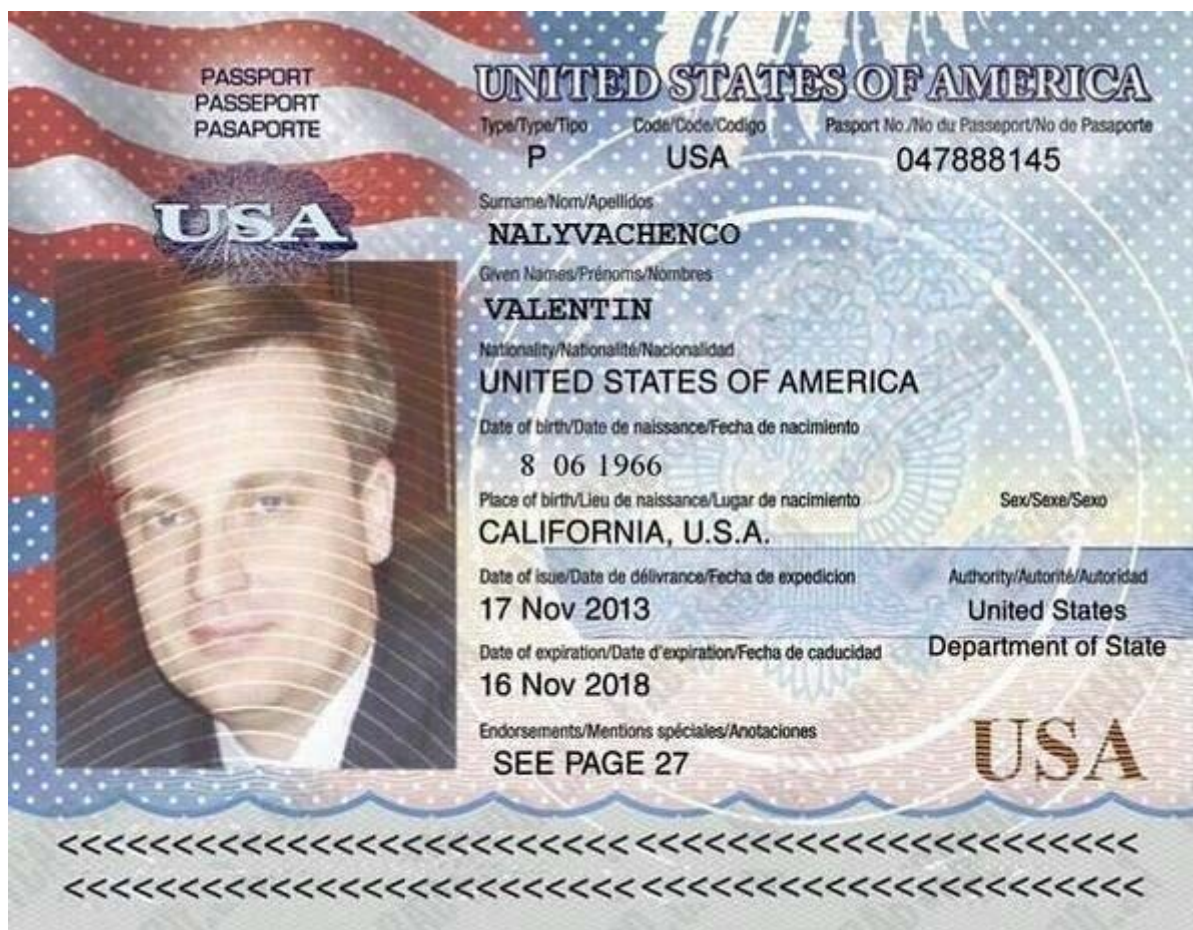 PASSPORT
PASSEPORT
PASAPORTE
USA
UNITED STATES OF AMERICA
Type/Type/Tipo Code/Code/Codigo Pasport No./No du Passeport/No de Pasaporte
P USA 047888145
Surname/Nom/Apellidos
NALYVACHENCO
Given Names/Prénoms/Nombres
VALENTIN
Nationality/Nationalité/Nacionalidad
UNITED STATES OF AMERICA
Date of birth/Date de naissance/Fecha de nacimiento
8 06 1966
Place of birth/Lieu de naissance/Lugar de nacimiento Sex/Sexe/Sexo
CALIFORNIA, U.S.A.
Date of isue/Date de délivrance/Fecha de expedicion Authority/Autorité/Autoridad
17 Nov 2013 United States
Department of State
Date of expiration/Date d'expiration/Fecha de caducidad
16 Nov 2018
Endorsements/Mentions spéciales/Anotaciones
SEE PAGE 27
USA
<<<<<<<<<<<<<<<<<<<<<<<<< <<<<<<<<<<<<<<<<<<<<<<
<<<<<<<<<<<<<<<<<<<<<<<<< <<<<<<<<<<<<<<<<<<<<<<